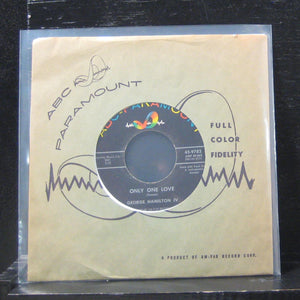 ABC PARAMOUNT
FULL
COLOR
FIDELITY
ABC-PARAMOUNT
45-9782
ONLY ONE LOVE
GEORGE HAMILTON IV
A PRODUCT OF AM-PAR RECORD CORP.